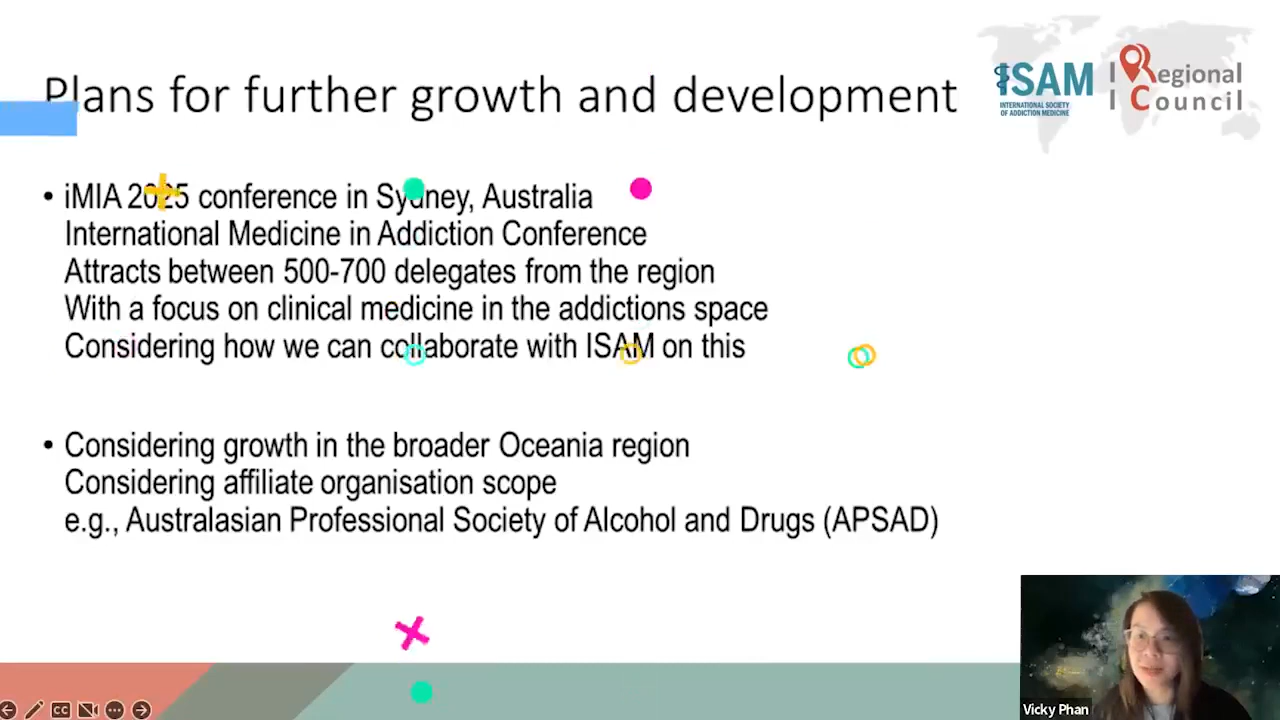 Plans for further growth and development
ISAM
INTERNATIONAL SOCIETY
OF ADDICTION MEDICINE
I Regional
I Council
• iMIA 2025 conference in Sydney, Australia
International Medicine in Addiction Conference
Attracts between 500-700 delegates from the region
With a focus on clinical medicine in the addictions space
Considering how we can collaborate with ISAM on this
• Considering growth in the broader Oceania region
Considering affiliate organisation scope
e.g., Australasian Professional Society of Alcohol and Drugs (APSAD)
CC
Vicky Phan